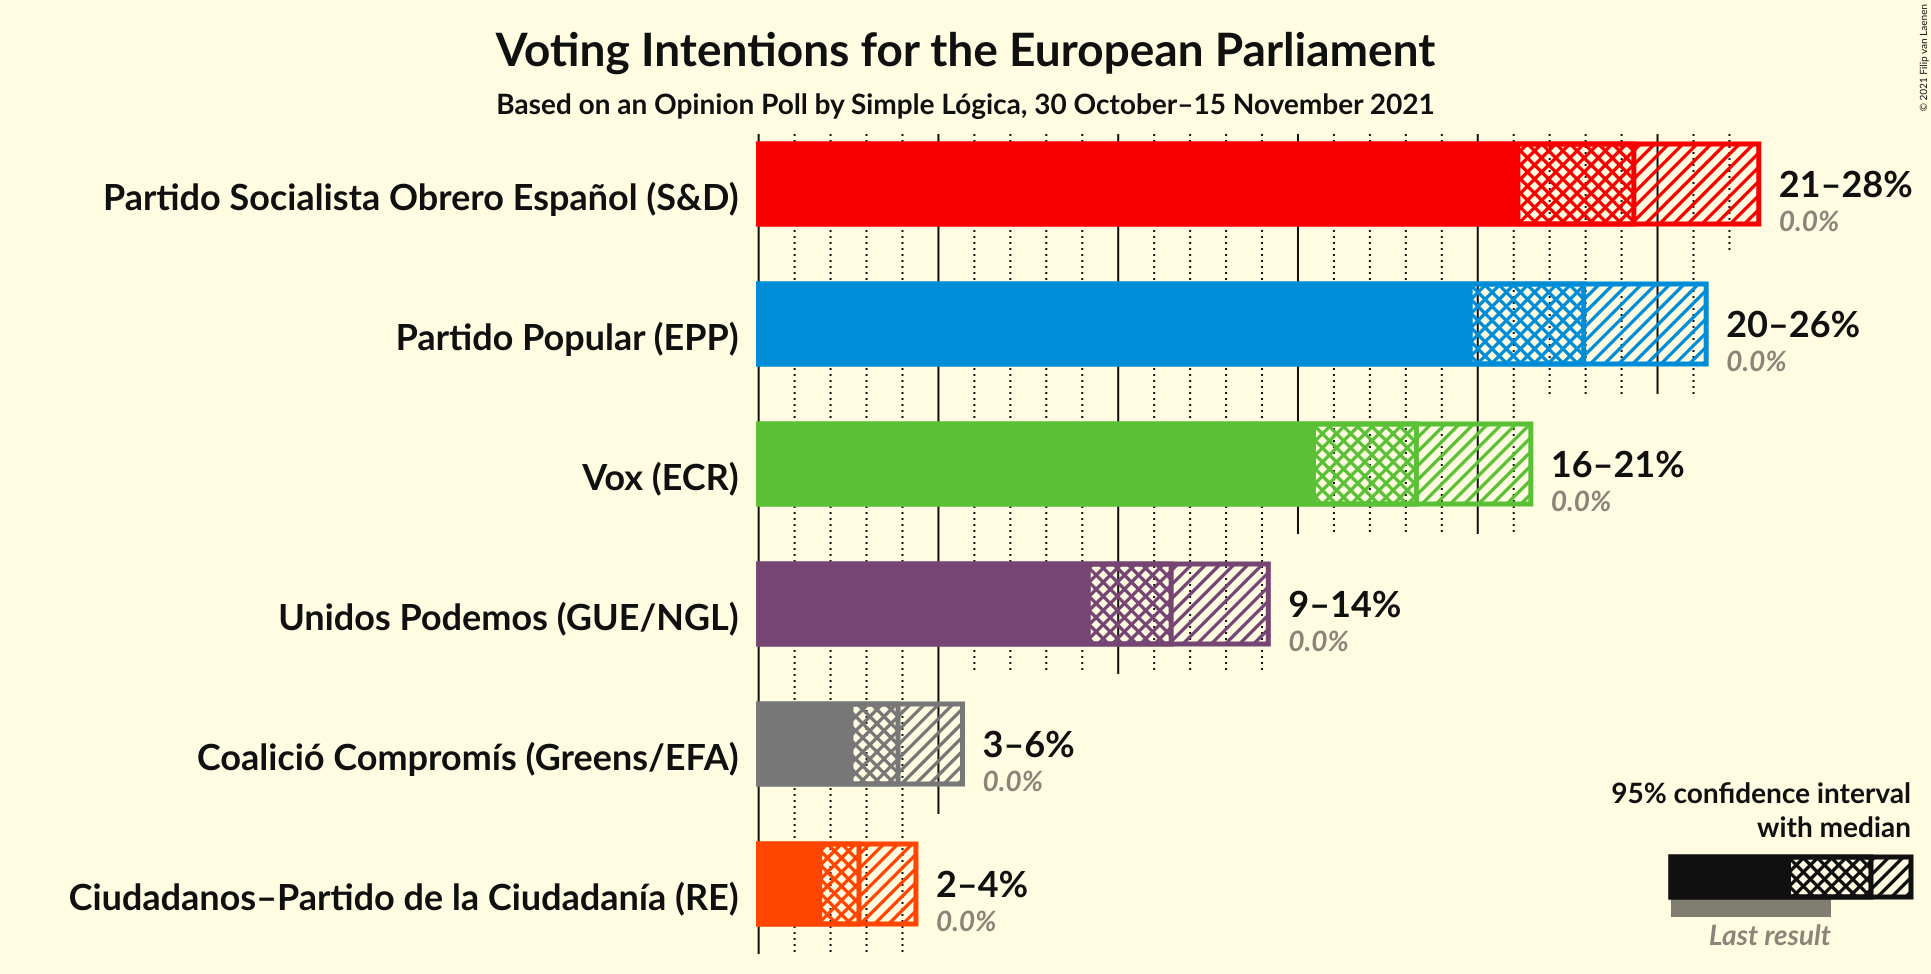 Voting Intentions for the European Parliament
Based on an Opinion Poll by Simple Lógica, 30 October–15 November 2021
© 2021 Filip van Laenen
Partido Socialista Obrero Español (S&D)
21–28%
0.0%
Partido Popular (EPP)
20–26%
0.0%
Vox (ECR)
16–21%
0.0%
Unidos Podemos (GUE/NGL)
9–14%
0.0%
Coalició Compromís (Greens/EFA)
3–6%
0.0%
Ciudadanos–Partido de la Ciudadanía (RE)
2–4%
0.0%
95% confidence interval
with median
Last result